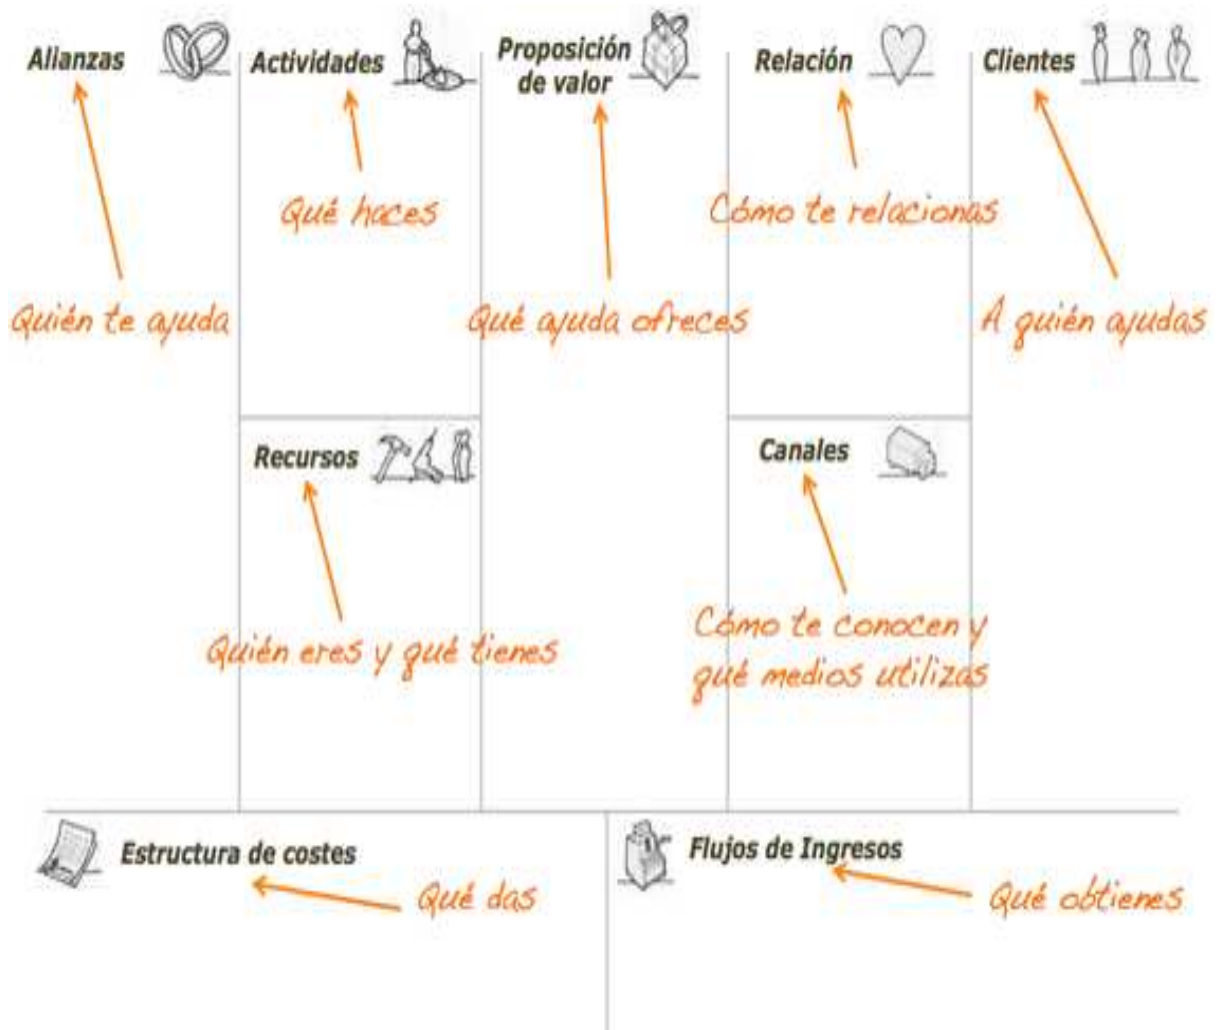 Alianzas
Actividades
Proposición
de valor
Relación
Clientes
Qué haces
Cómo te relacionas
Quién te ayuda
Qué ayuda ofreces
A quién ayudas
Recursos
Canales
Quién eres y qué tienes
Cómo te conocen y
qué medios utilizas
Estructura de costes
Qué das
Flujos de Ingresos
Qué obtienes